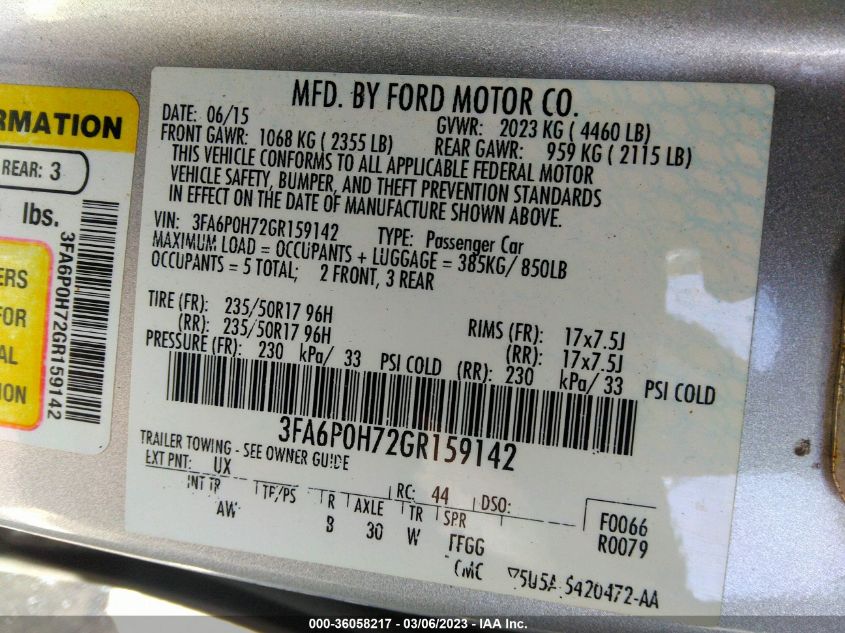 RMATION
REAR: 3
lbs.
3FA6P0H72GR159142
ERS
FOR
AL
ION
MFD. BY FORD MOTOR CO.
DATE: 06/15 GVWR: 2023 KG ( 4460 LB)
FRONT GAWR: 1068 KG ( 2355 LB) REAR GAWR: 959 KG ( 2115 LB)
THIS VEHICLE CONFORMS TO ALL APPLICABLE FEDERAL MOTOR
VEHICLE SAFETY, BUMPER, AND THEFT PREVENTION STANDARDS
IN EFFECT ON THE DATE OF MANUFACTURE SHOWN ABOVE.
VIN: 3FA6P0H72GR159142 TYPE: Passenger Car
MAXIMUM LOAD = OCCUPANTS + LUGGAGE = 385KG/ 850LB
OCCUPANTS = 5 TOTAL; 2 FRONT, 3 REAR
TIRE (FR): 235/50R17 96H RIMS (FR): 17x7.5J
(RR): 235/50R17 96H (RR): 17x7.5J
PRESSURE (FR): 230 kPa/ 33 PSI COLD (RR): 230 kPa/ 33 PSI COLD
3FA6P0H72GR159142
TRAILER TOWING - SEE OWNER GUIDE
EXT PNT: UX RC: 44 DSO:
INT TR TP/PS R AXLE TR SPR F0066
AW B 30 W FFGG R0079
5420472-AA
000-36058217 - 03/06/2023 - IAA Inc.